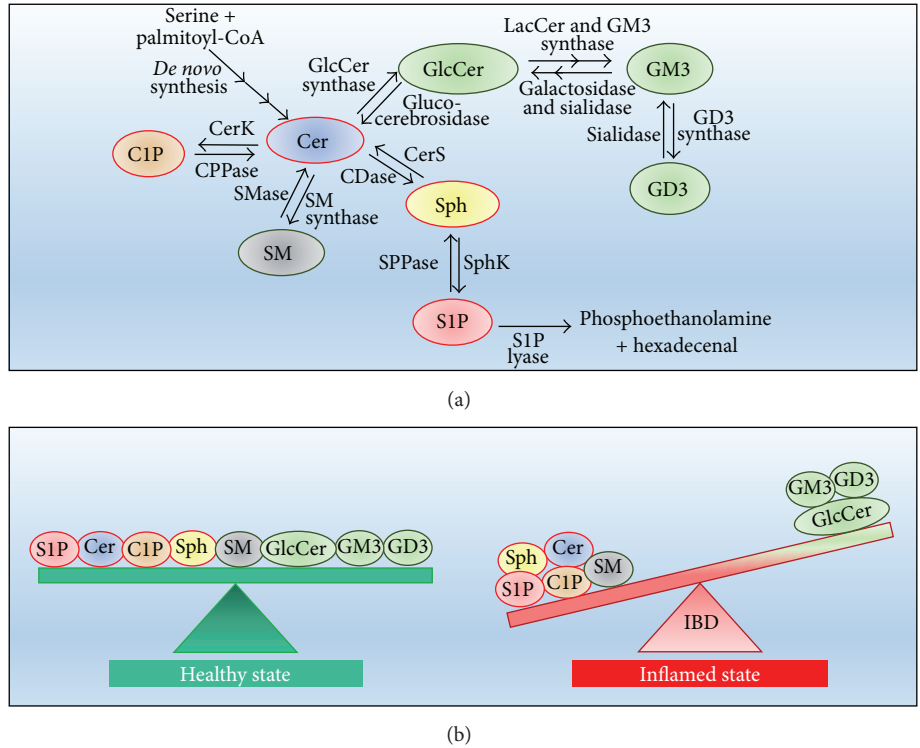 Serine +
palmitoyl-CoA
De novo
synthesis
GlcCer
synthase
GlcCer
LacCer and GM3
synthase
GM3
Galactosidase
and sialidase
Gluco-
cerebrosidase
CerK
C1P
CPPase
Cer
CerS
CDase
Sialidase
GD3
synthase
GD3
SMase
SM
synthase
SM
Sph
SPPase
SphK
S1P
S1P
lyase
Phosphoethanolamine
+ hexadecenal
(a)
S1P Cer C1P Sph SM GlcCer GM3 GD3
Healthy state
GM3 GD3
GlcCer
Sph Cer
S1P C1P SM
IBD
Inflamed state
(b)